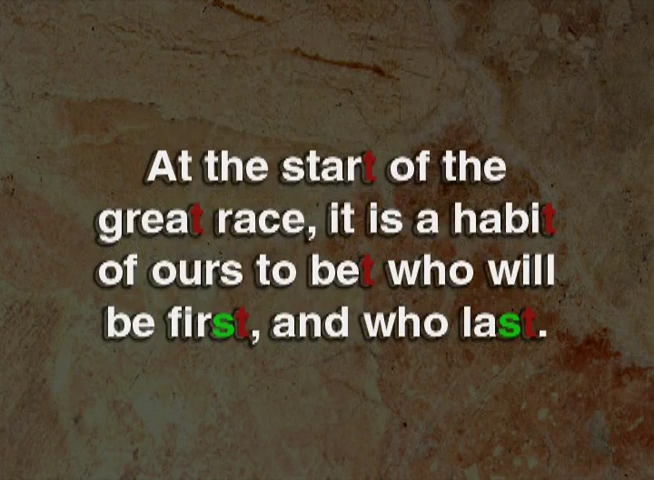 At the start of the
great race, it is a habit
of ours to bet who will
be first, and who last.